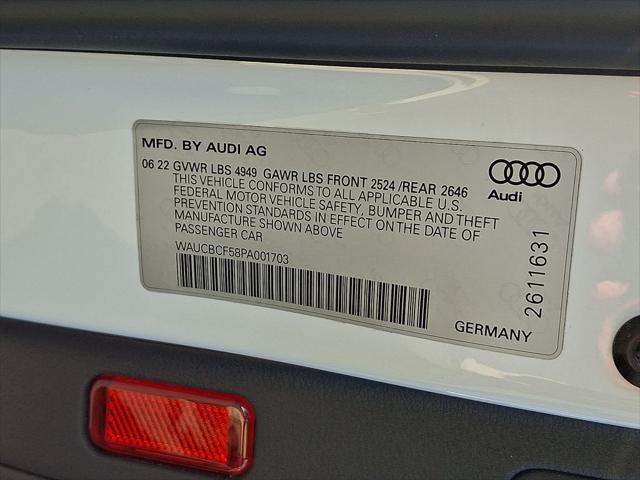 MFD. BY AUDI AG
06 22 GVWR LBS 4949 GAWR LBS FRONT 2524 /REAR 2646
THIS VEHICLE CONFORMS TO ALL APPLICABLE U.S.
FEDERAL MOTOR VEHICLE SAFETY, BUMPER AND THEFT
PREVENTION STANDARDS IN EFFECT ON THE DATE OF
MANUFACTURE SHOWN ABOVE
PASSENGER CAR
WAUCBCF58PA001703
Audi
2611631
GERMANY